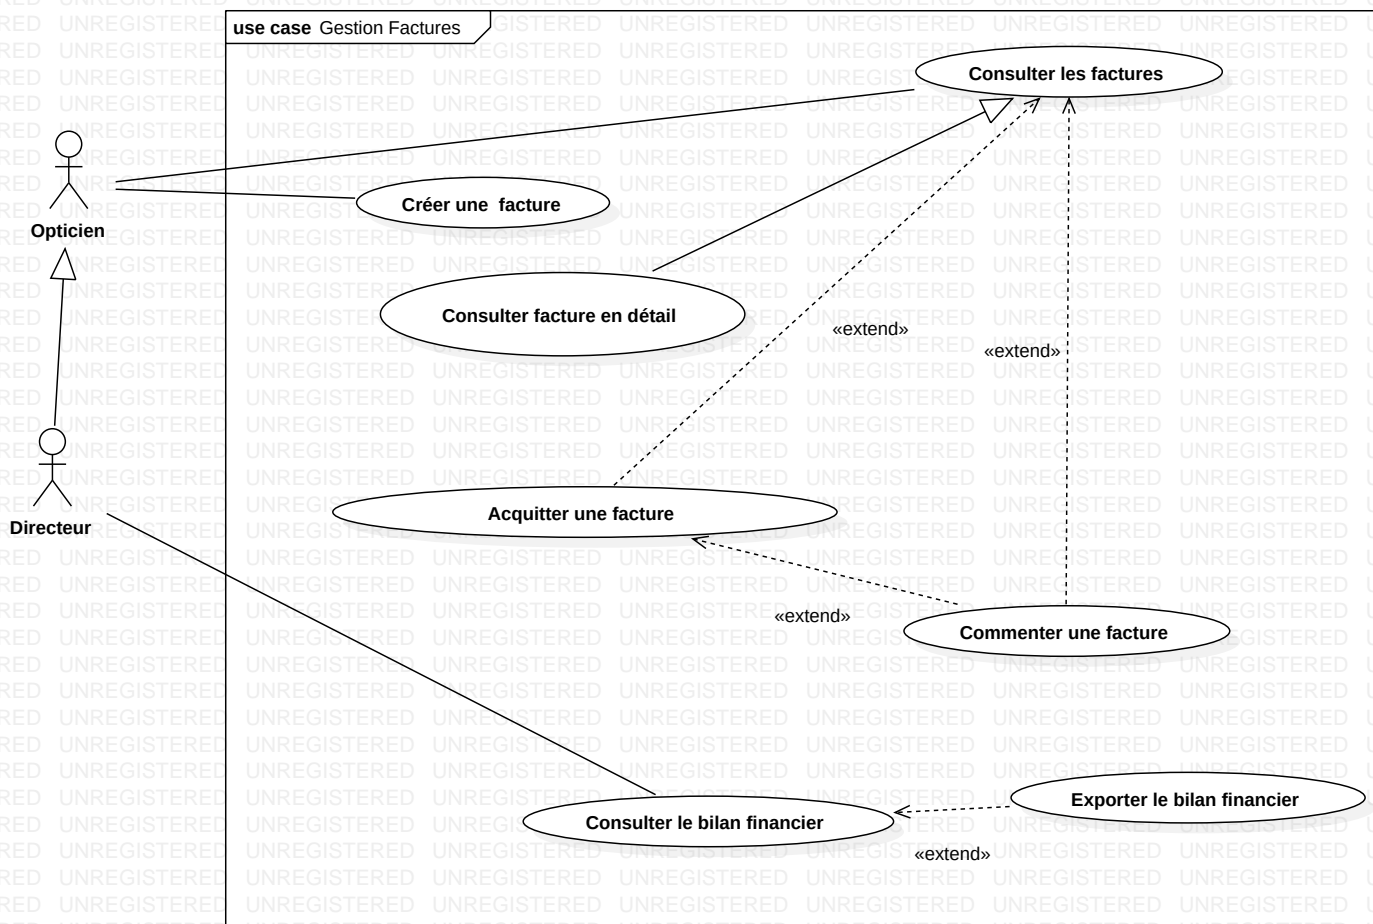 use case Gestion Factures
Consulter les factures
Créer une facture
Opticien
Consulter facture en détail
«extend»
«extend»
Acquitter une facture
Directeur
«extend»
Commenter une facture
Exporter le bilan financier
Consulter le bilan financier
«extend»
UNREGISTERED